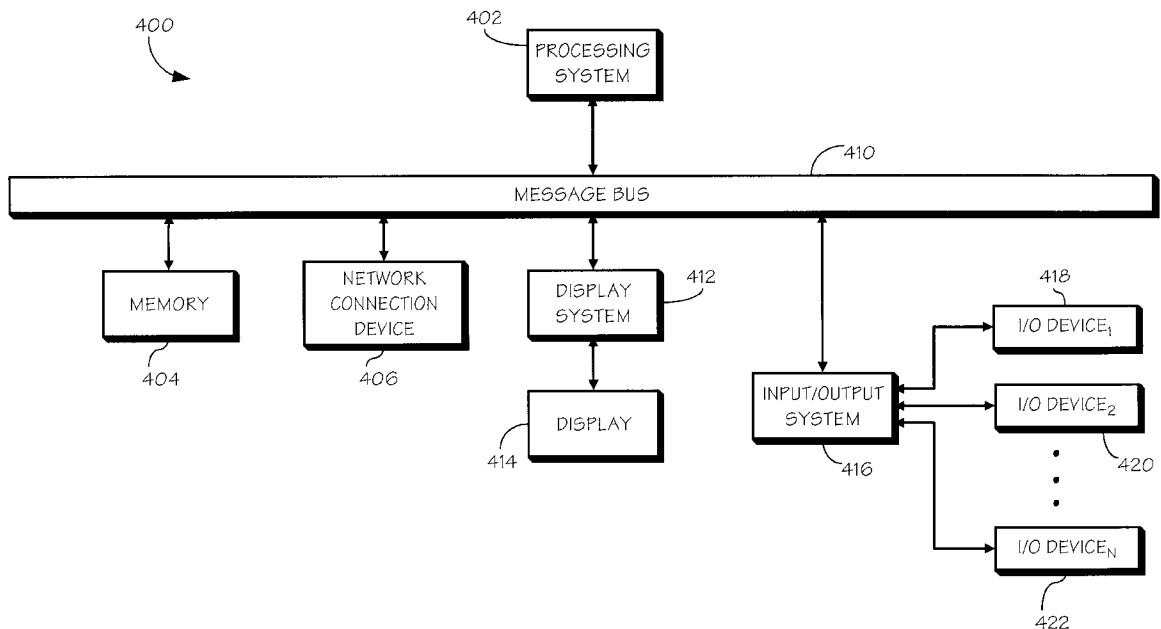 400
402
PROCESSING
SYSTEM
410
MESSAGE BUS
MEMORY
404
NETWORK
CONNECTION
DEVICE
406
DISPLAY
SYSTEM
412
DISPLAY
414
INPUT/OUTPUT
SYSTEM
416
418
I/O DEVICE1
I/O DEVICE2
420
I/O DEVICEN
422